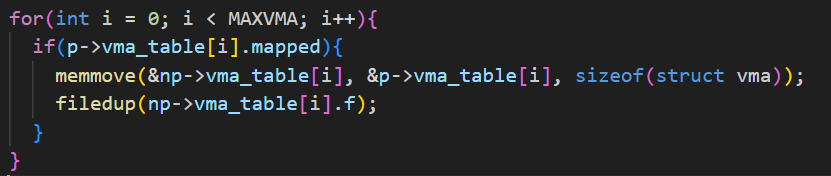 for(int i = 0; i < MAXVMA; i++){
  if(p->vma_table[i].mapped){
    memmove(&np->vma_table[i], &p->vma_table[i], sizeof(struct vma));
    filedup(np->vma_table[i].f);
  }
}